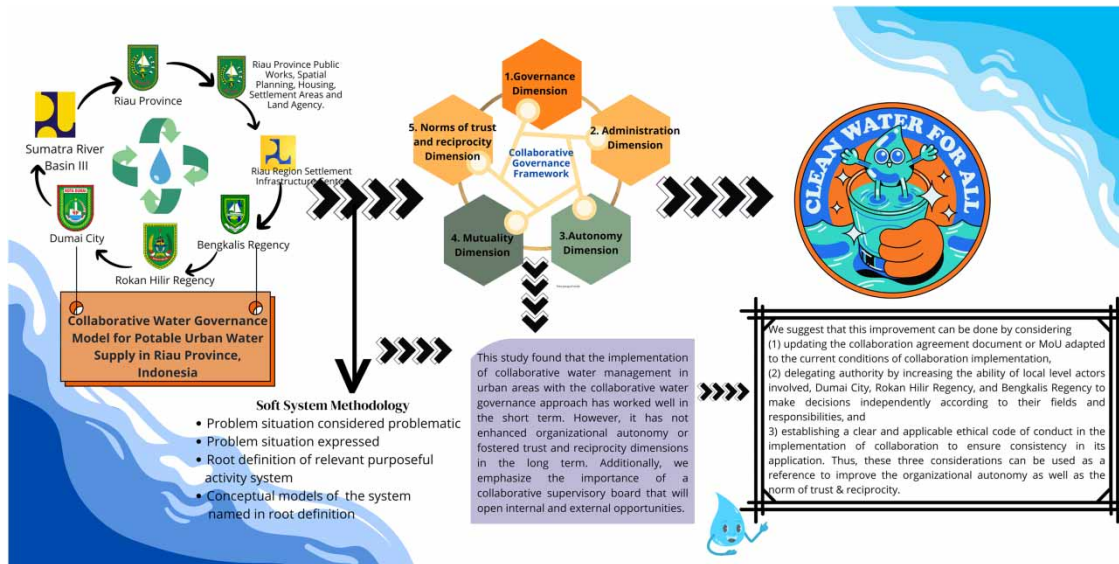 Riau Province
Riau Province Public
Works, Spatial
Planning, Housing,
Settlement Areas and
Land Agency.
Sumatra River
Basin III
Riau Region Settlement
Infrastructure Center
Dumai City
Bengkalis Regency
Rokan Hilir Regency
Collaborative Water Governance
Model for Potable Urban Water
Supply in Riau Province,
Indonesia
Soft System Methodology
• Problem situation considered problematic
• Problem situation expressed
• Root definition of relevant purposeful
activity system
• Conceptual models of the system
named in root definition
1.Governance
Dimension
5. Norms of trust
and reciprocity
Dimension
2. Administration
Dimension
Collaborative
Governance
Framework
4. Mutuality
Dimension
3.Autonomy
Dimension
This study found that the implementation
of collaborative water management in
urban areas with the collaborative water
governance approach has worked well in
the short term. However, it has not
enhanced organizational autonomy or
fostered trust and reciprocity dimensions
in the long term. Additionally, we
emphasize the importance of a
collaborative supervisory board that will
open internal and external opportunities.
CLEAN WATER FOR ALL
We suggest that this improvement can be done by considering
(1) updating the collaboration agreement document or MoU adapted
to the current conditions of collaboration implementation,
(2) delegating authority by increasing the ability of local level actors
involved, Dumai City, Rokan Hilir Regency, and Bengkalis Regency to
make decisions independently according to their fields and
responsibilities, and
3) establishing a clear and applicable ethical code of conduct in the
implementation of collaboration to ensure consistency in its
application. Thus, these three considerations can be used as a
reference to improve the organizational autonomy as well as the
norm of trust & reciprocity.